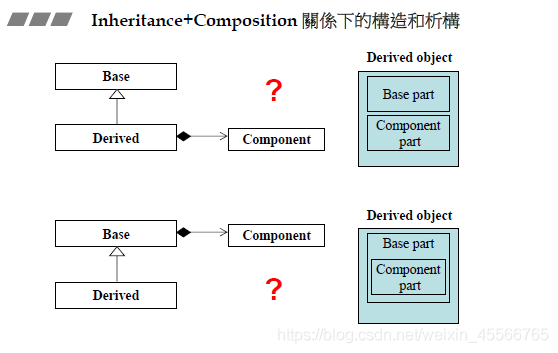 Inheritance+Composition 關係下的構造和析構
Base
?
Derived
Component
Derived object
Base part
Component
part
Base
Component
?
Derived
Derived object
Base part
Component
part
https://blog.csdn.net/weixin_45566765